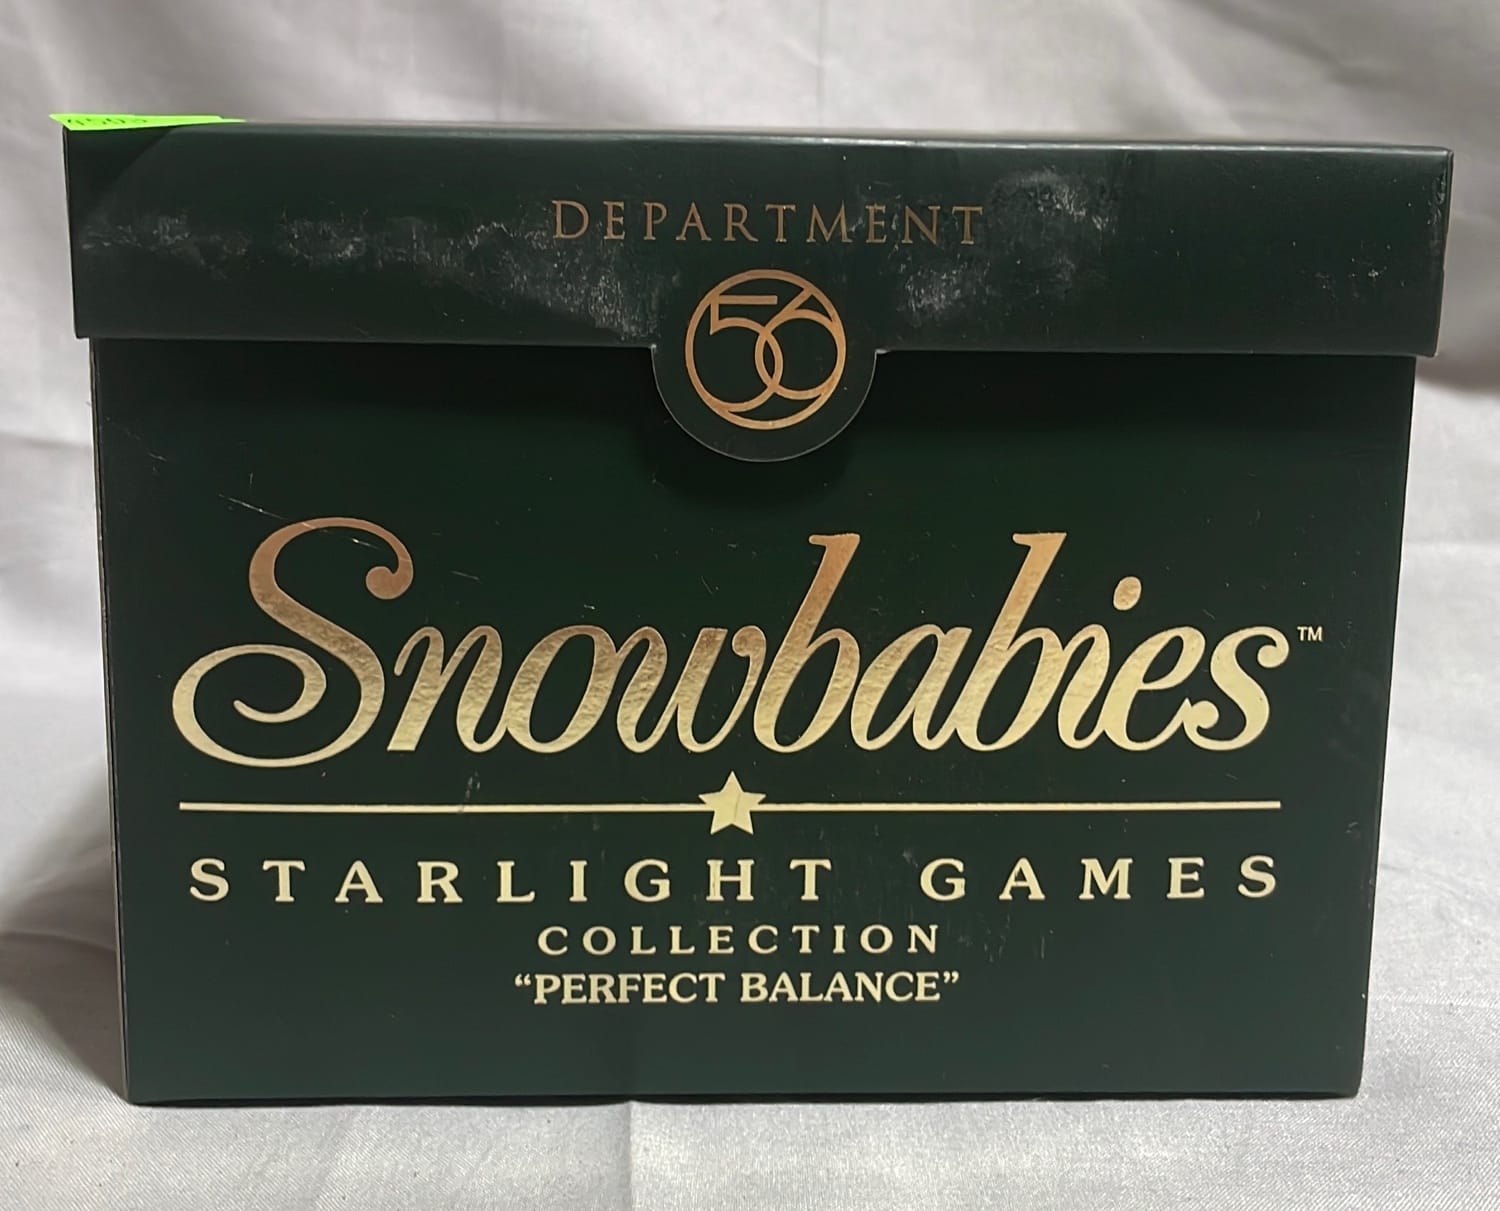 DEPARTMENT
56
Snowbabies™
STARLIGHT GAMES
COLLECTION
“PERFECT BALANCE”